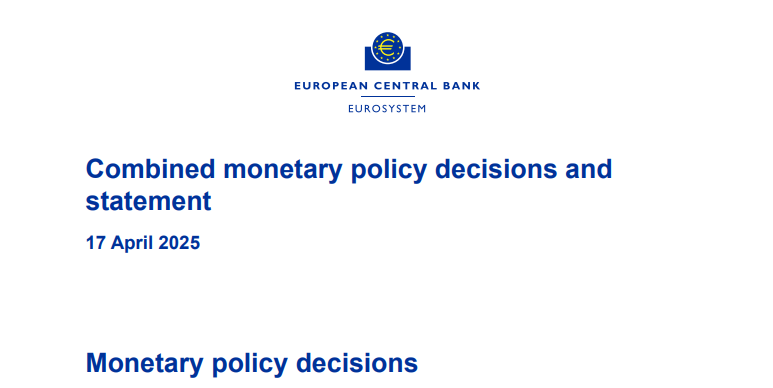 EUROPEAN CENTRAL BANK
EUROSYSTEM
Combined monetary policy decisions and
statement
17 April 2025
Monetary policy decisions